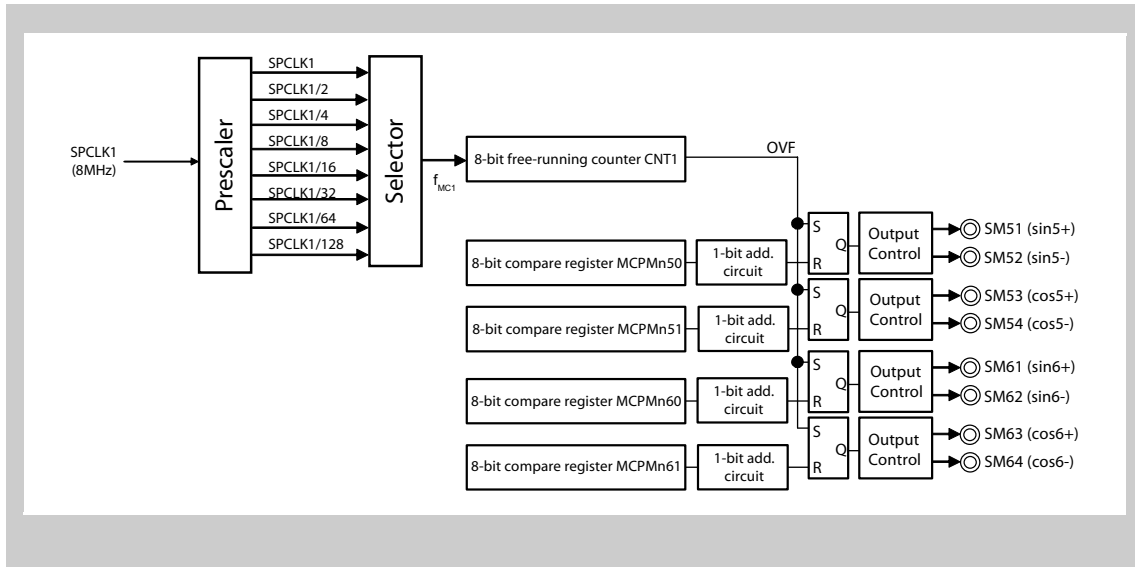 SPCLK1
(8MHz)
Prescaler
SPCLK1
SPCLK1/2
SPCLK1/4
SPCLK1/8
SPCLK1/16
SPCLK1/32
SPCLK1/64
SPCLK1/128
Selector
fMC1
8-bit free-running counter CNT1
OVF
8-bit compare register MCPMn50
1-bit add.
circuit
S
R
Q
Output
Control
SM51 (sin5+)
SM52 (sin5-)
8-bit compare register MCPMn51
1-bit add.
circuit
S
R
Q
Output
Control
SM53 (cos5+)
SM54 (cos5-)
8-bit compare register MCPMn60
1-bit add.
circuit
S
R
Q
Output
Control
SM61 (sin6+)
SM62 (sin6-)
8-bit compare register MCPMn61
1-bit add.
circuit
S
R
Q
Output
Control
SM63 (cos6+)
SM64 (cos6-)